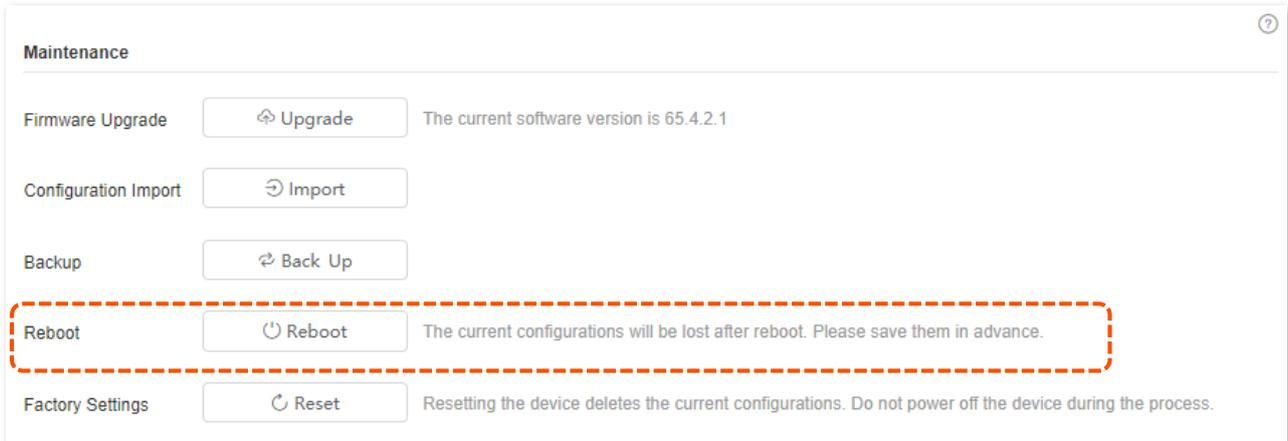 ?
Maintenance
Firmware Upgrade Upgrade The current software version is 65.4.2.1
Configuration Import Import
Backup Back Up
Reboot Reboot The current configurations will be lost after reboot. Please save them in advance.
Factory Settings Reset Resetting the device deletes the current configurations. Do not power off the device during the process.